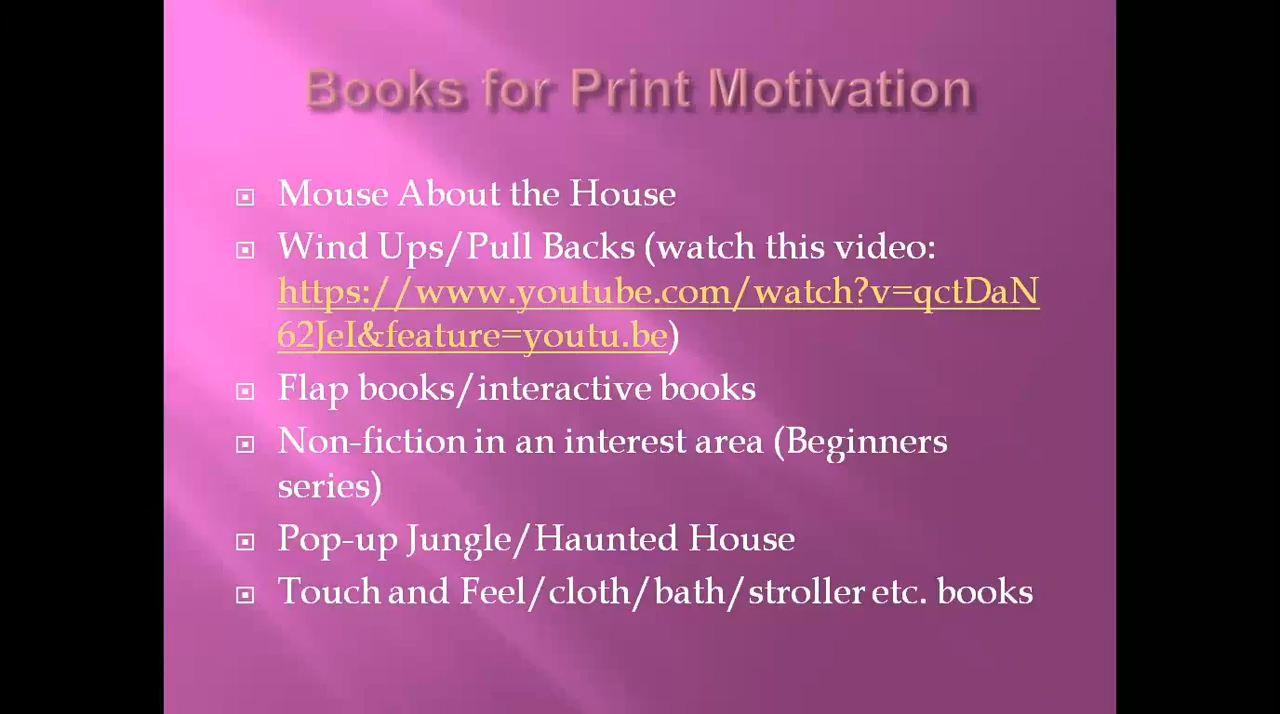 Books for Print Motivation
Mouse About the House
Wind Ups/Pull Backs (watch this video:
https://www.youtube.com/watch?v=qctDaN
62JeI&feature=youtu.be)
Flap books/interactive books
Non-fiction in an interest area (Beginners
series)
Pop-up Jungle/Haunted House
Touch and Feel/cloth/bath/stroller etc. books